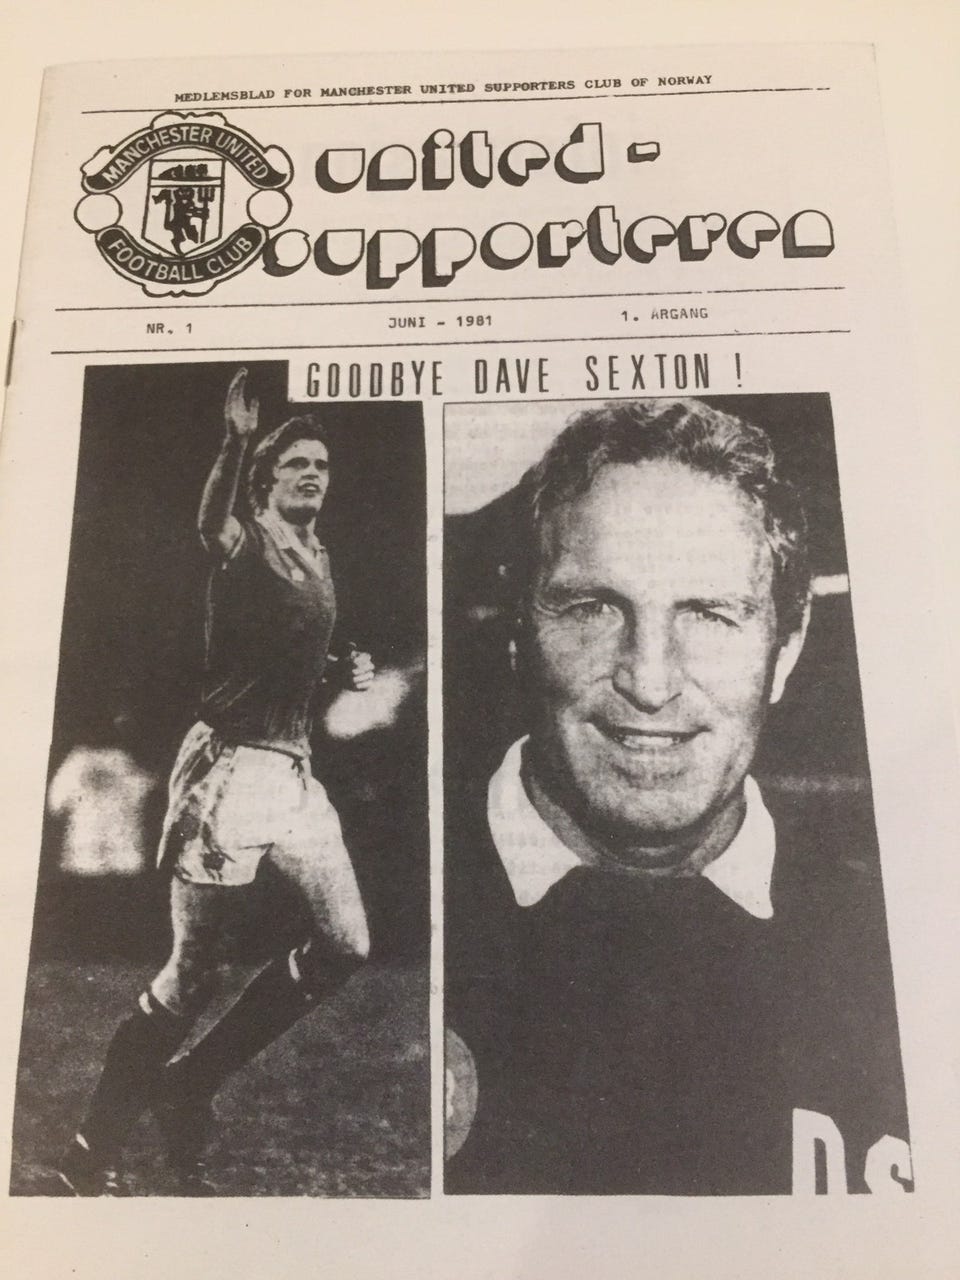 MEDLEMSBLAD FOR MANCHESTER UNITED SUPPORTERS CLUB OF NORWAY
MANCHESTER UNITED
FOOTBALL CLUB
united-
supporteren
NR. 1 JUNI - 1981 1. ÅRGANG
GOODBYE DAVE SEXTON !
DS